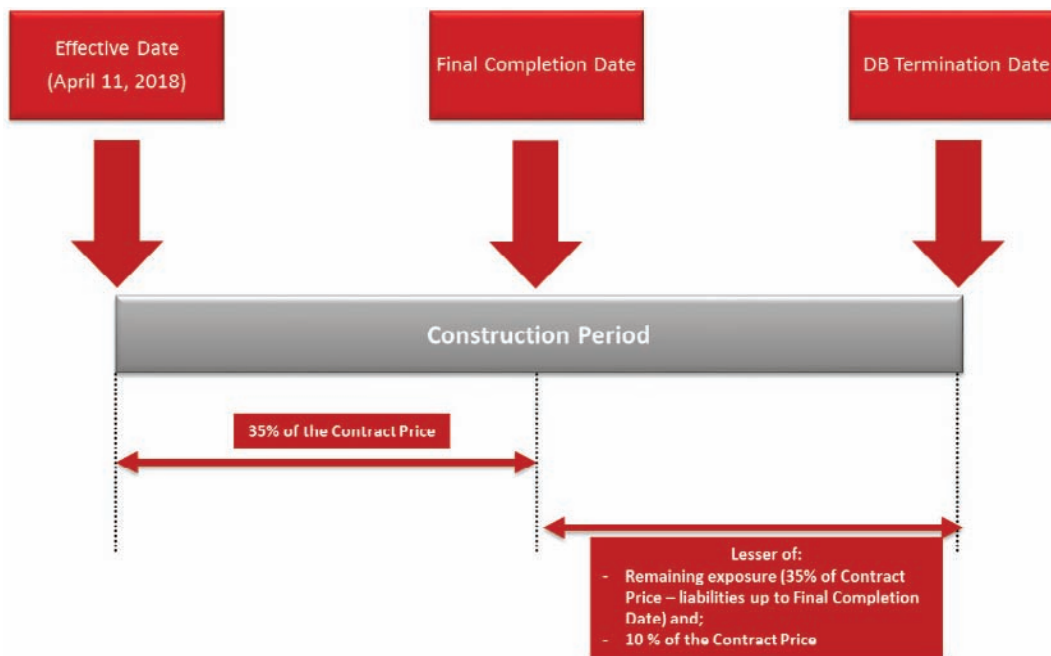 Effective Date
(April 11, 2018)
Final Completion Date
DB Termination Date
Construction Period
35% of the Contract Price
Lesser of:
- Remaining exposure (35% of Contract
Price – liabilities up to Final Completion
Date) and;
- 10 % of the Contract Price